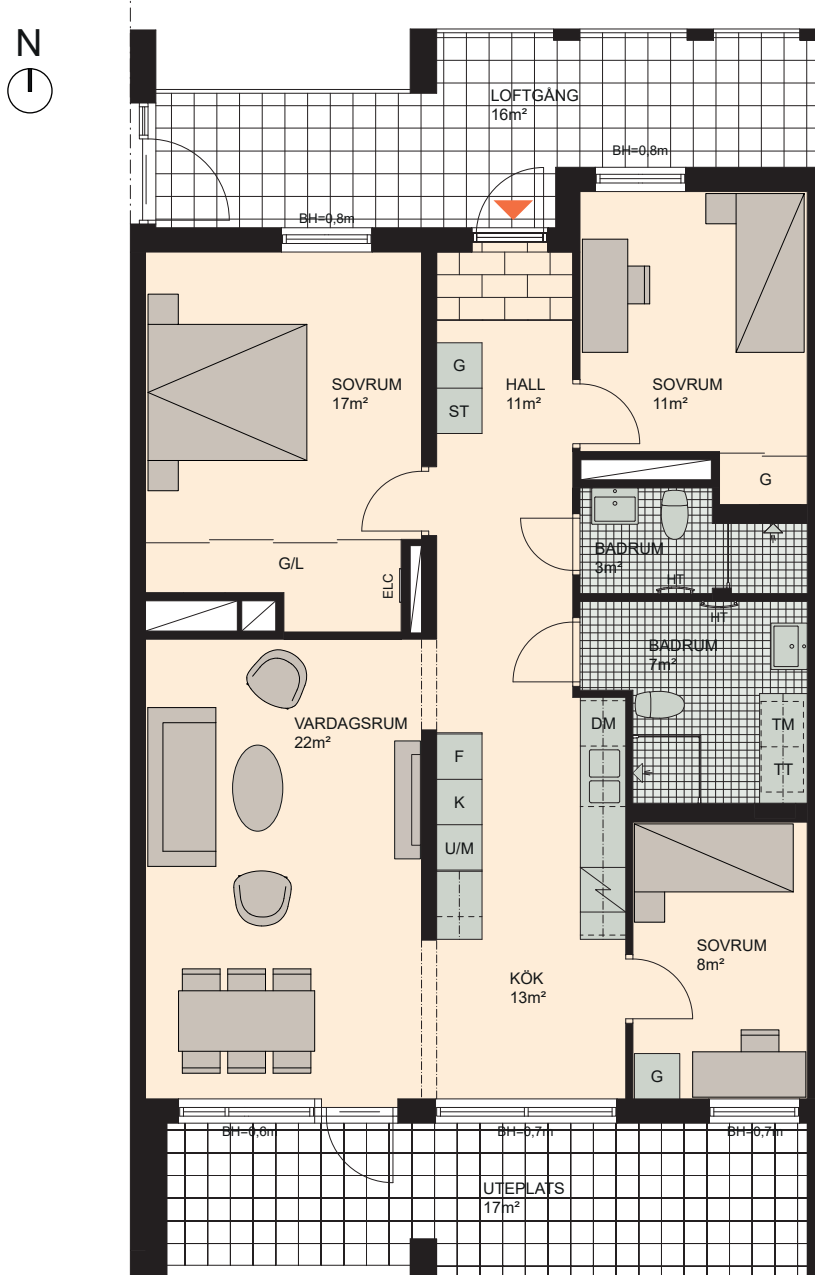 N
LOFTGÅNG
16m²
BH=0,8m
BH=0,8m
SOVRUM
17m²
G
ST
HALL
11m²
SOVRUM
11m²
G
G/L
ELC
BADRUM
3m²
HT
HT
BADRUM
7m²
VARDAGSRUM
22m²
DM
TM
TT
F
K
U/M
SOVRUM
8m²
KÖK
13m²
G
BH=0,6m
BH=0,7m
BH=0,7m
UTEPLATS
17m²